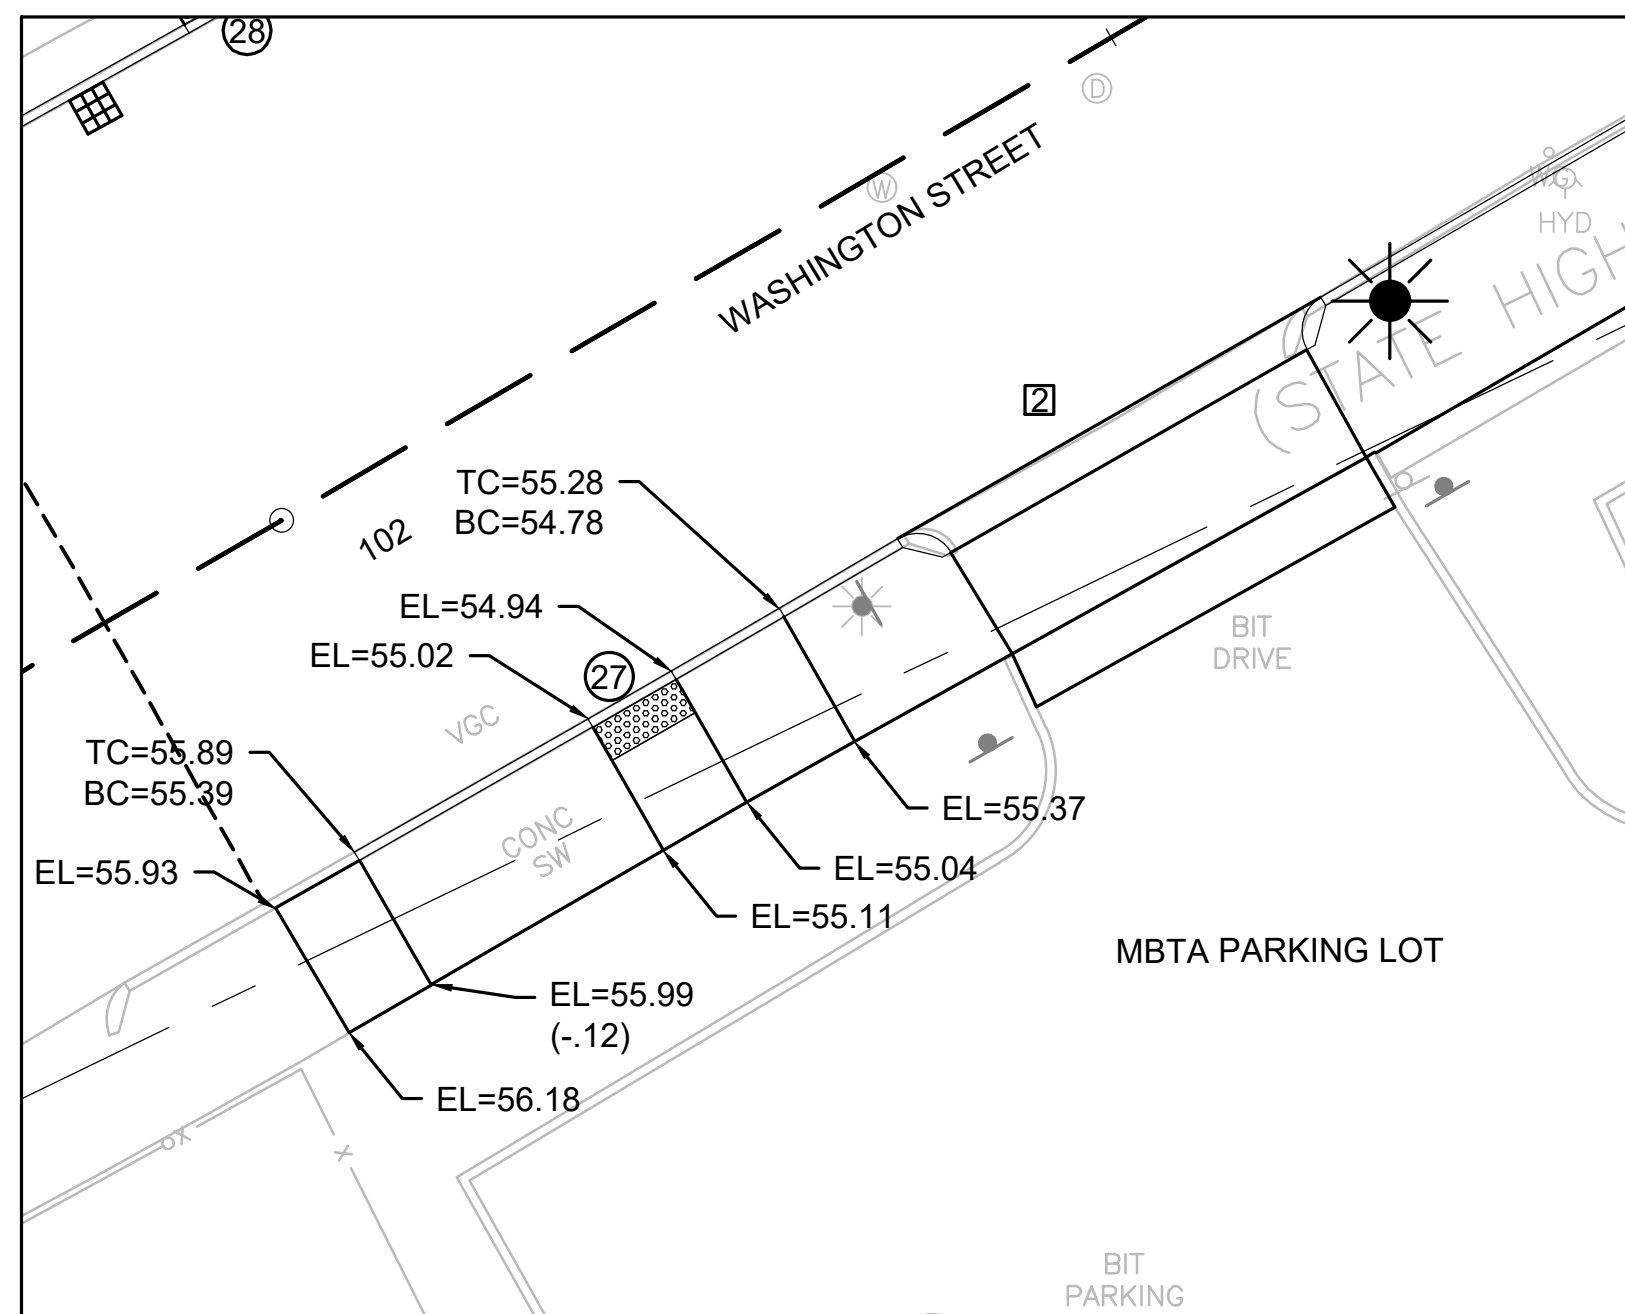 28
D
W
WASHINGTON STREET
HYD
(STATE HIGH
2
TC=55.28
BC=54.78
102
EL=54.94
EL=55.02
27
VGC
BIT
DRIVE
TC=55.89
BC=55.39
EL=55.37
CONC
SW
EL=55.93
EL=55.04
EL=55.11
MBTA PARKING LOT
EL=55.99
(-.12)
EL=56.18
X
X
BIT
PARKING